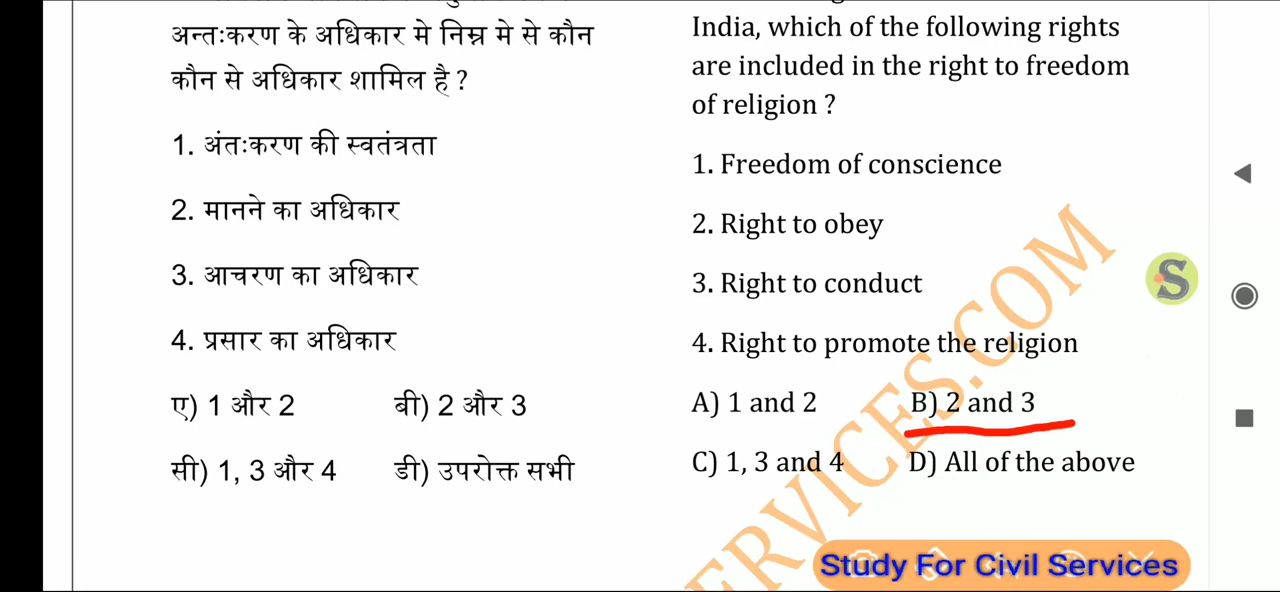 अन्तःकरण के अधिकार मे निम्न मे से कौन
कौन से अधिकार शामिल है ?
1. अंतःकरण की स्वतंत्रता
2. मानने का अधिकार
3. आचरण का अधिकार
4. प्रसार का अधिकार
ए) 1 और 2 बी) 2 और 3
सी) 1, 3 और 4 डी) उपरोक्त सभी
India, which of the following rights
are included in the right to freedom
of religion ?
1. Freedom of conscience
2. Right to obey
3. Right to conduct
4. Right to promote the religion
A) 1 and 2 B) 2 and 3
C) 1, 3 and 4 D) All of the above
SERVICES.COM
S
Study For Civil Services